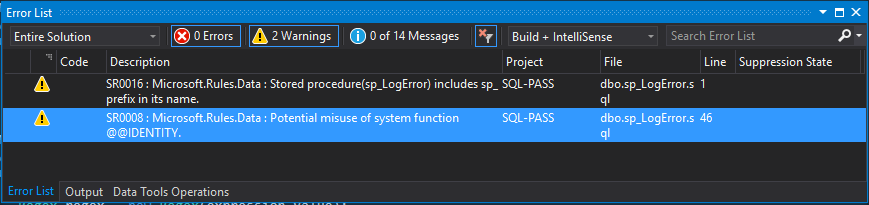 Error List
Entire Solution 0 Errors 2 Warnings 0 of 14 Messages Build + IntelliSense Search Error List
Code Description Project File Line Suppression State
SR0016 : Microsoft.Rules.Data : Stored procedure(sp_LogError) includes sp_ SQL-PASS dbo.sp_LogError.s 1
prefix in its name. ql
SR0008 : Microsoft.Rules.Data : Potential misuse of system function SQL-PASS dbo.sp_LogError.s 46
@@IDENTITY. ql
Error List Output Data Tools Operations